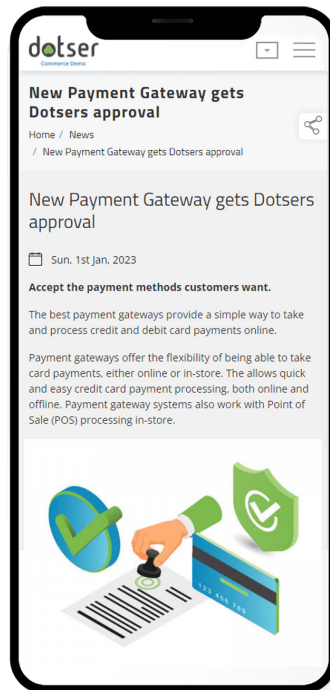 dotser
Commerce Demo
New Payment Gateway gets
Dotsers approval
Home / News
/ New Payment Gateway gets Dotsers approval
New Payment Gateway gets Dotsers
approval
Sun, 1st Jan, 2023
Accept the payment methods customers want.
The best payment gateways provide a simple way to take
and process credit and debit card payments online.
Payment gateways offer the flexibility of being able to take
card payments, either online or in-store. The allows quick
and easy credit card payment processing, both online and
offline. Payment gateway systems also work with Point of
Sale (POS) processing in-store.
123 456 789